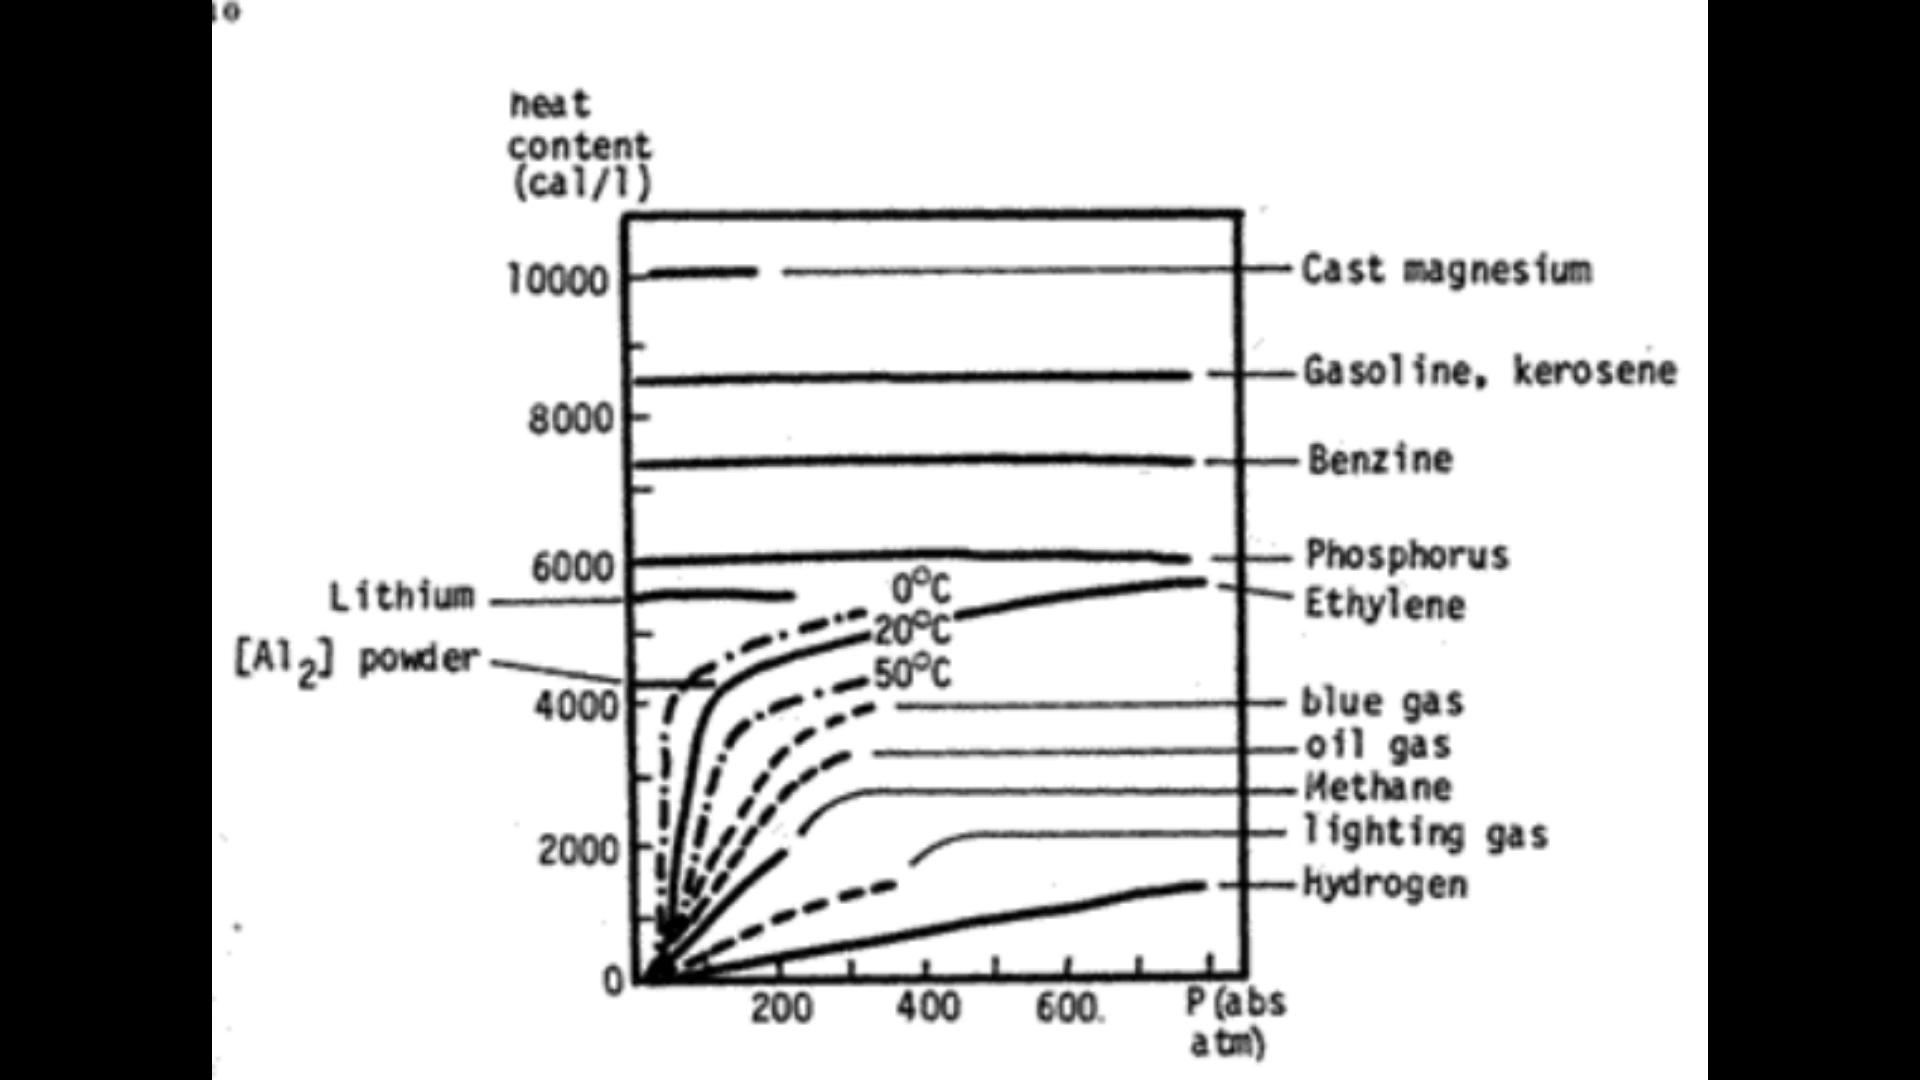 heat
content
(cal/l)
10000
8000
6000
4000
2000
0
200
400
600.
P(abs
atm)
Lithium
[Al2] powder
0°C
20°C
50°C
Cast magnesium
Gasoline, kerosene
Benzine
Phosphorus
Ethylene
blue gas
oil gas
Methane
lighting gas
Hydrogen